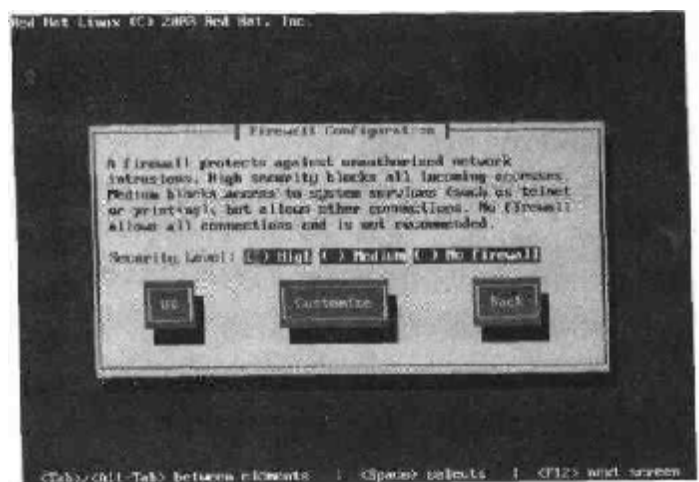 Red Hat Linux (C) 2003 Red Hat, Inc.
Firewall Configuration
A firewall protects against unauthorized network
intrusions. High security blocks all incoming accesses.
Medium blocks access to system services (such as telnet
or printing), but allows other connections. No firewall
allows all connections and is not recommended.
Security Level: ( ) High ( ) Medium ( ) No firewall
OK Customize Back
<Tab>/<Alt-Tab> between elements | <Space> selects | <F12> next screen